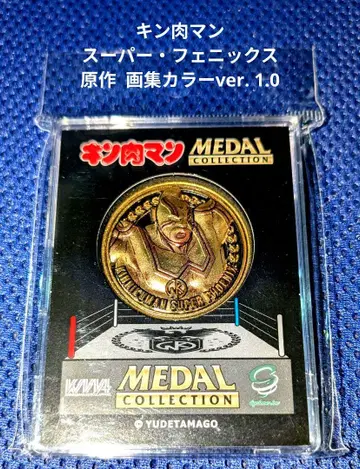 キン肉マン
スーパー・フェニックス
原作 画集カラーver. 1.0
キン肉マン MEDAL
COLLECTION
KINNIKUMAN SUPER PHOENIX
MEDAL
COLLECTION
© YUDETAMAGO